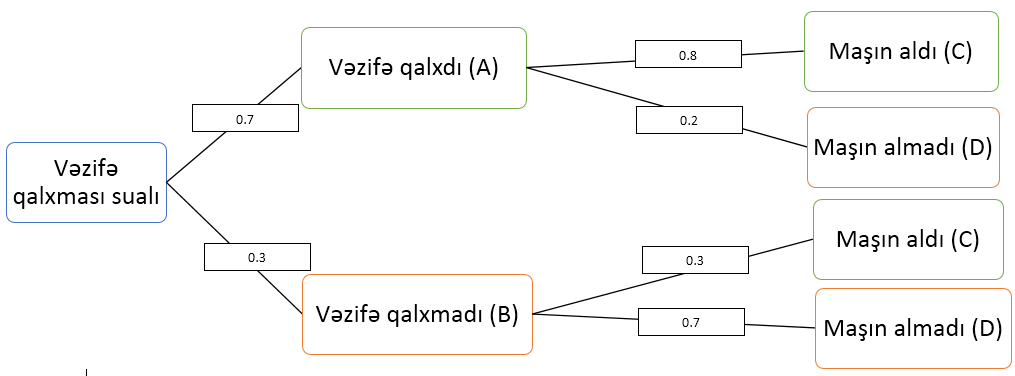 Vəzifə
qalxması sualı
0.7
0.3
Vəzifə qalxdı (A)
0.8
0.2
Maşın aldı (C)
Maşın almadı (D)
Vəzifə qalxmadı (B)
0.3
0.7
Maşın aldı (C)
Maşın almadı (D)